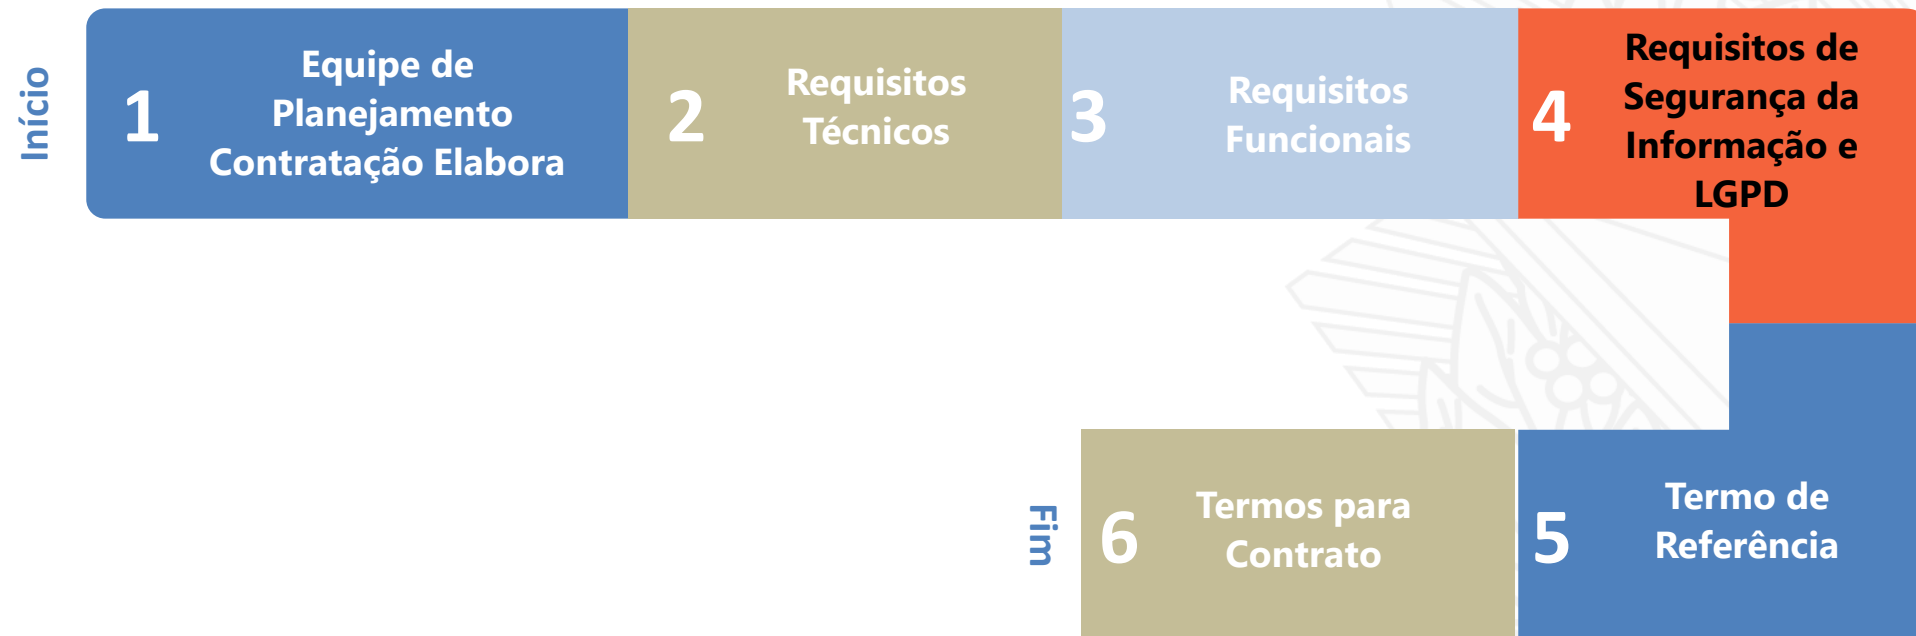 Início
1
Equipe de
Planejamento
Contratação Elabora
2
Requisitos
Técnicos
3
Requisitos
Funcionais
4
Requisitos de
Segurança da
Informação e
LGPD
5
Termo de
Referência
6
Termos para
Contrato
Fim